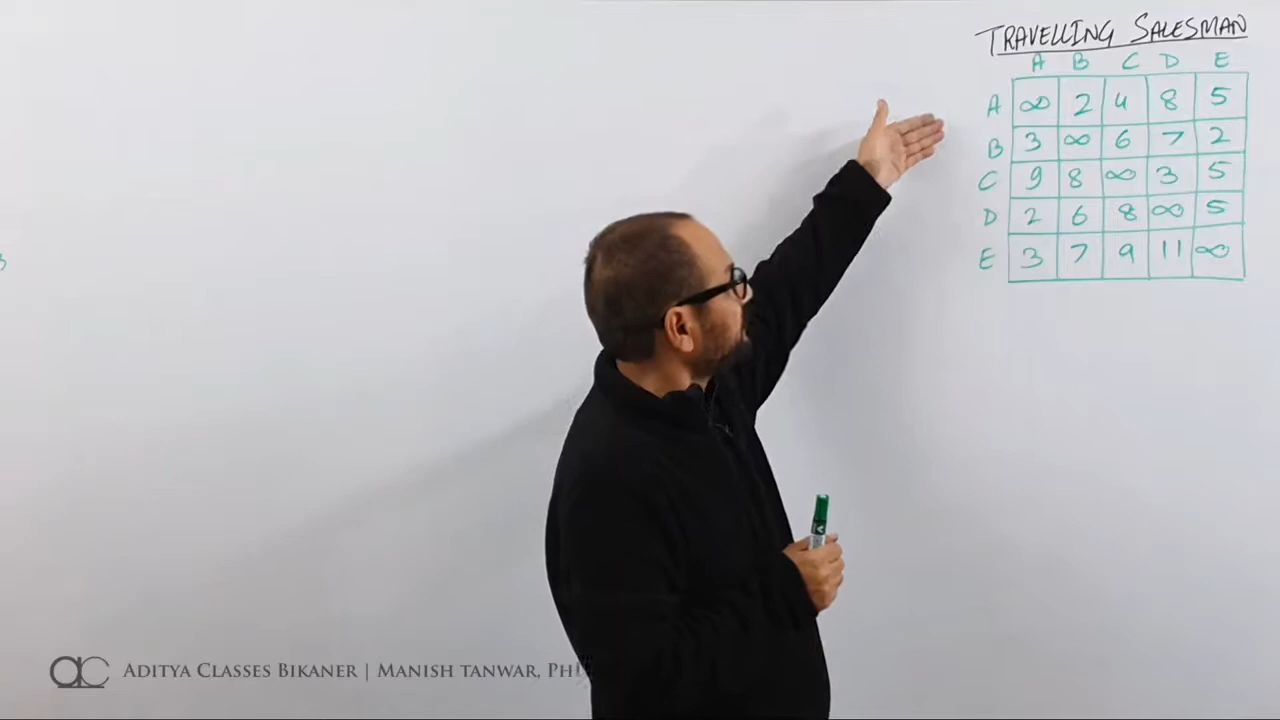 TRAVELLING SALESMAN
A B C D E
A ∞ 2 4 8 5
B 3 ∞ 6 7 2
C 9 8 ∞ 3 5
D 2 6 8 ∞ 5
E 3 7 9 11 ∞
ADITYA CLASSES BIKANER | MANISH TANWAR,